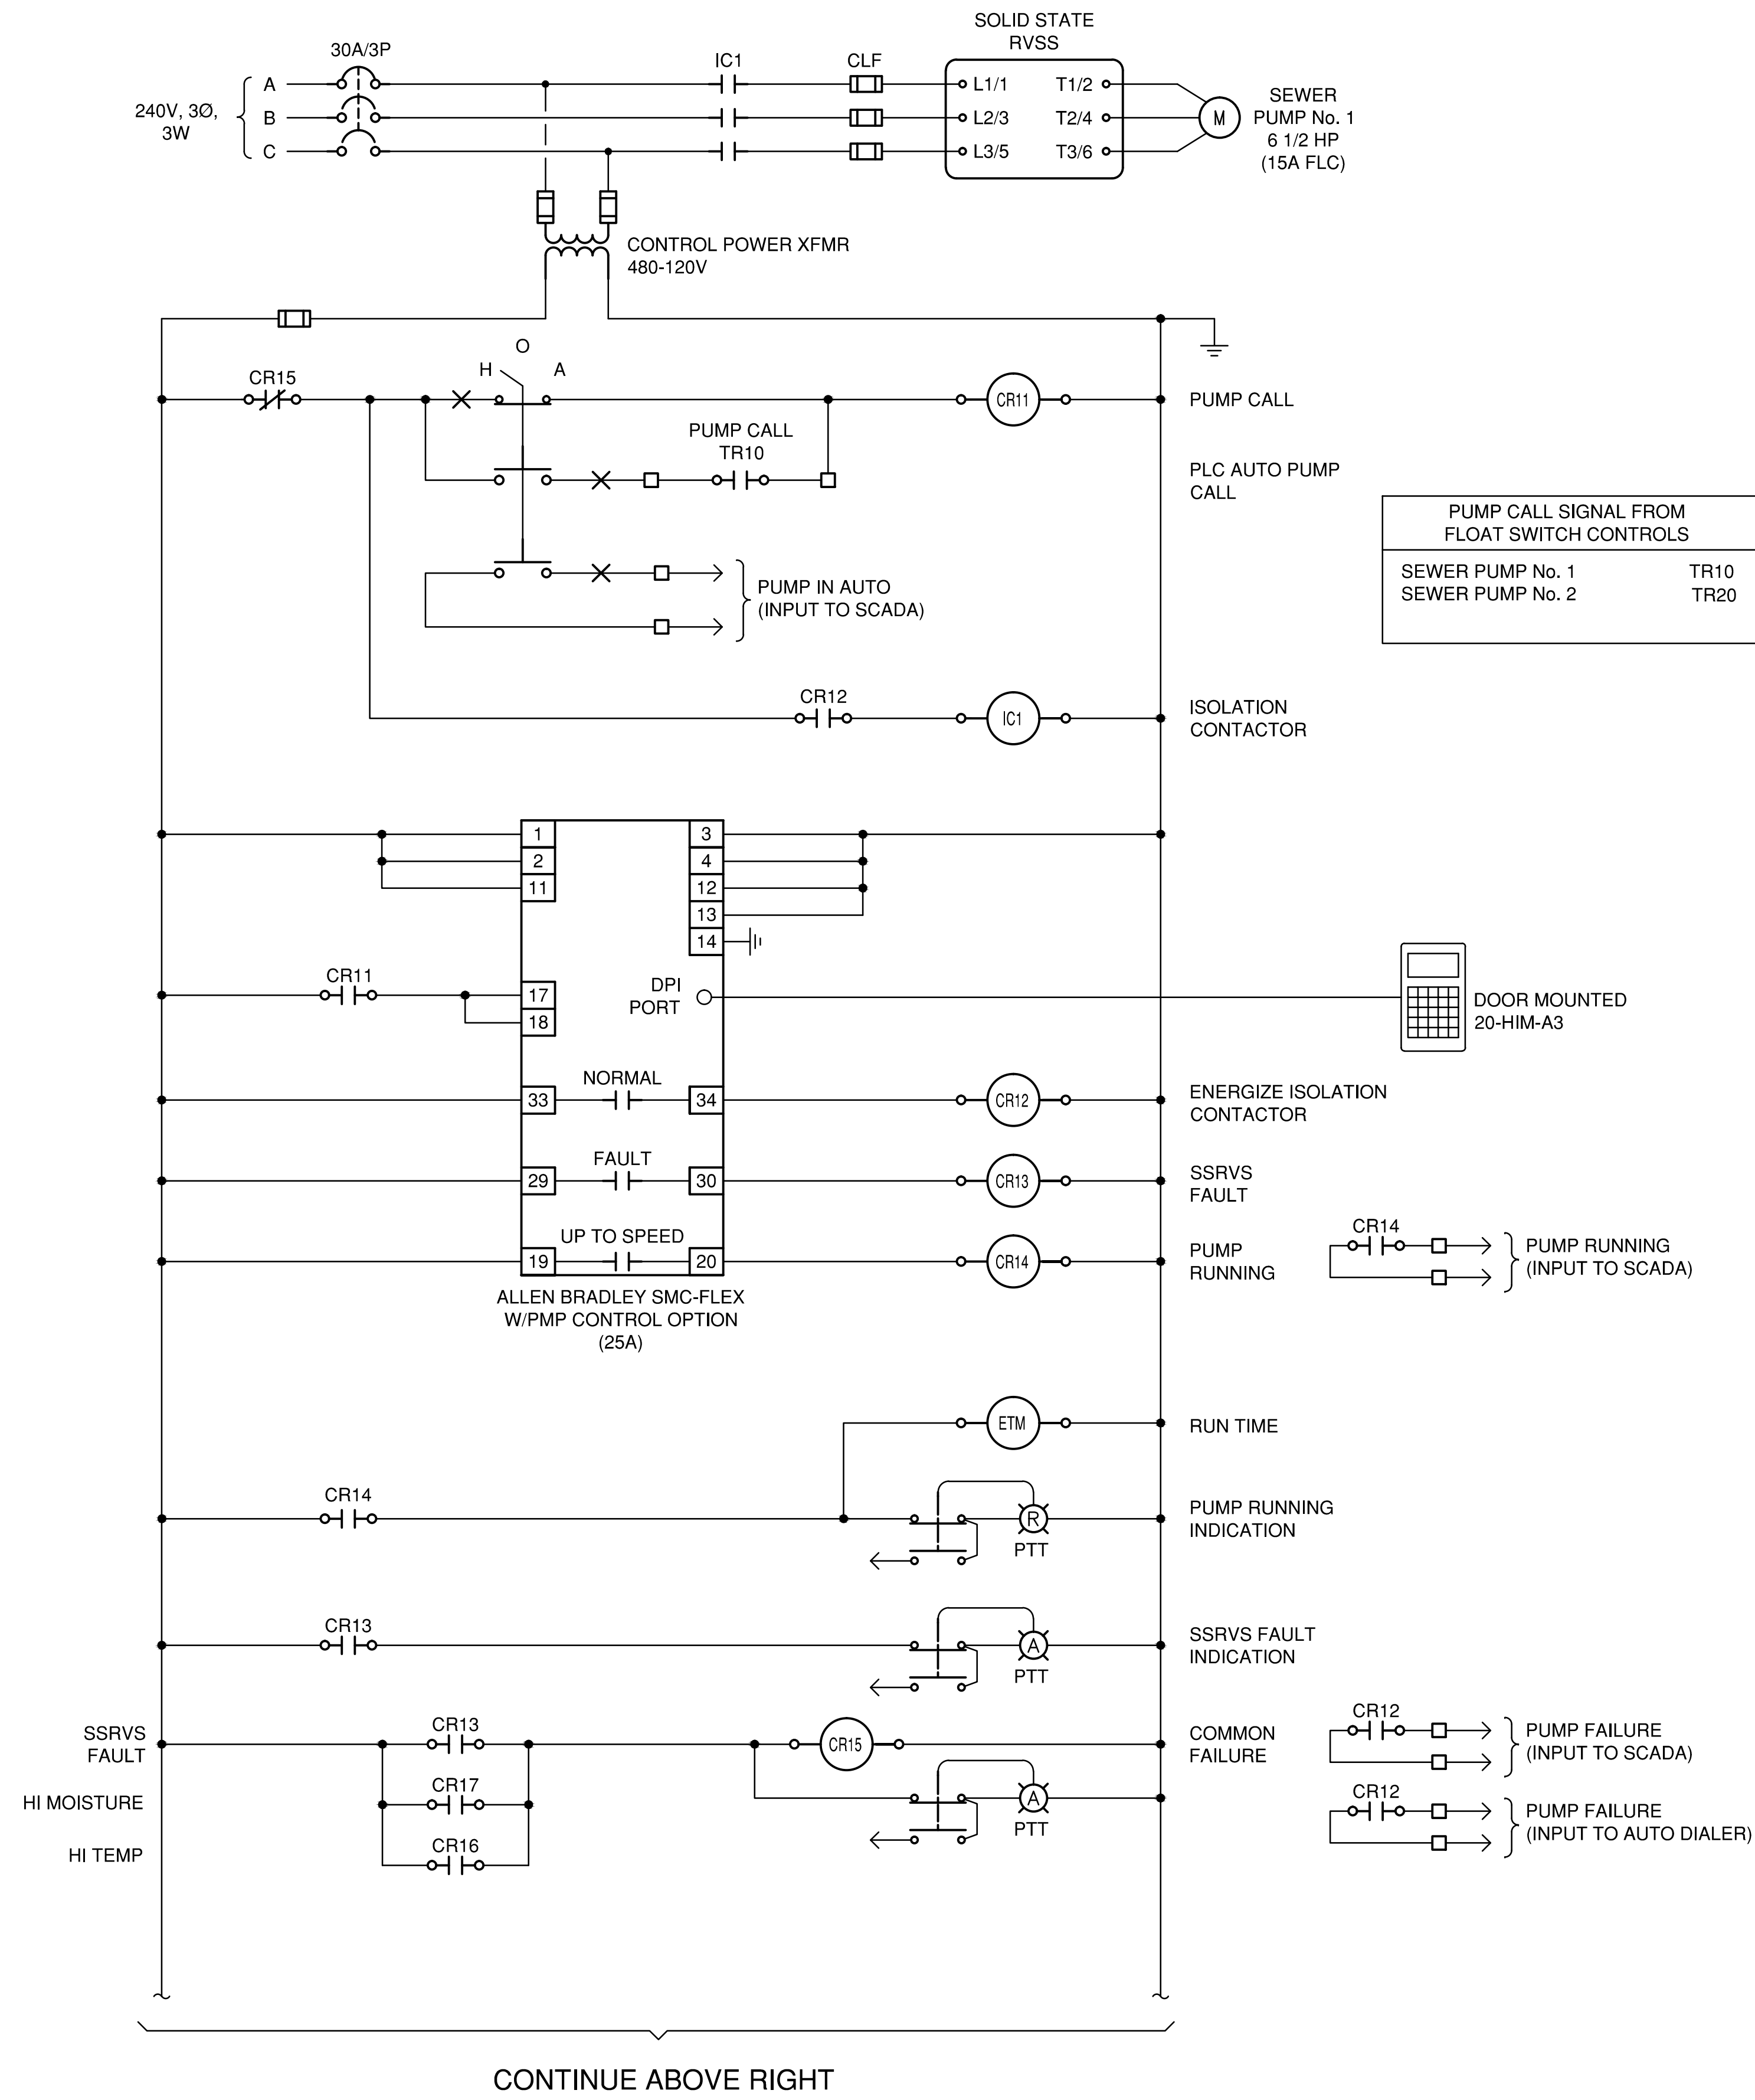 SOLID STATE
RVSS
30A/3P
IC1
CLF
240V, 3Ø,
3W
A
B
C
L1/1
L2/3
L3/5
T1/2
T2/4
T3/6
M
SEWER
PUMP No. 1
6 1/2 HP
(15A FLC)
CONTROL POWER XFMR
480-120V
H
O
A
CR15
CR11
PUMP CALL
PUMP CALL
TR10
PLC AUTO PUMP
CALL
PUMP CALL SIGNAL FROM
FLOAT SWITCH CONTROLS
SEWER PUMP No. 1 TR10
SEWER PUMP No. 2 TR20
PUMP IN AUTO
(INPUT TO SCADA)
CR12
IC1
ISOLATION
CONTACTOR
1
2
11
3
4
12
13
14
CR11
17
18
DPI
PORT
DOOR MOUNTED
20-HIM-A3
33
NORMAL
34
CR12
ENERGIZE ISOLATION
CONTACTOR
29
FAULT
30
CR13
SSRVS
FAULT
19
UP TO SPEED
20
CR14
PUMP
RUNNING
CR14
PUMP RUNNING
(INPUT TO SCADA)
ALLEN BRADLEY SMC-FLEX
W/PMP CONTROL OPTION
(25A)
ETM
RUN TIME
CR14
R
PTT
PUMP RUNNING
INDICATION
CR13
A
PTT
SSRVS FAULT
INDICATION
SSRVS
FAULT
CR13
CR15
COMMON
FAILURE
CR12
PUMP FAILURE
(INPUT TO SCADA)
HI MOISTURE
CR17
A
PTT
CR12
PUMP FAILURE
(INPUT TO AUTO DIALER)
HI TEMP
CR16
CONTINUE ABOVE RIGHT